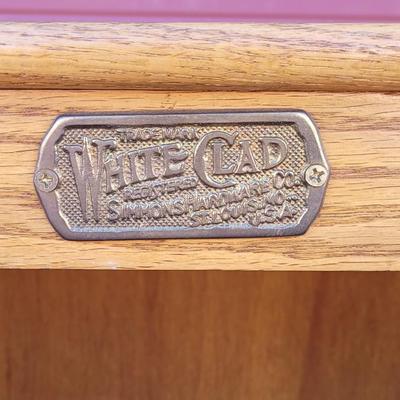 TRADE MARK
WHITE CLAD
REGISTERED
SIMMONS HARDWARE CO.
ST. LOUIS, MO.
U.S.A.